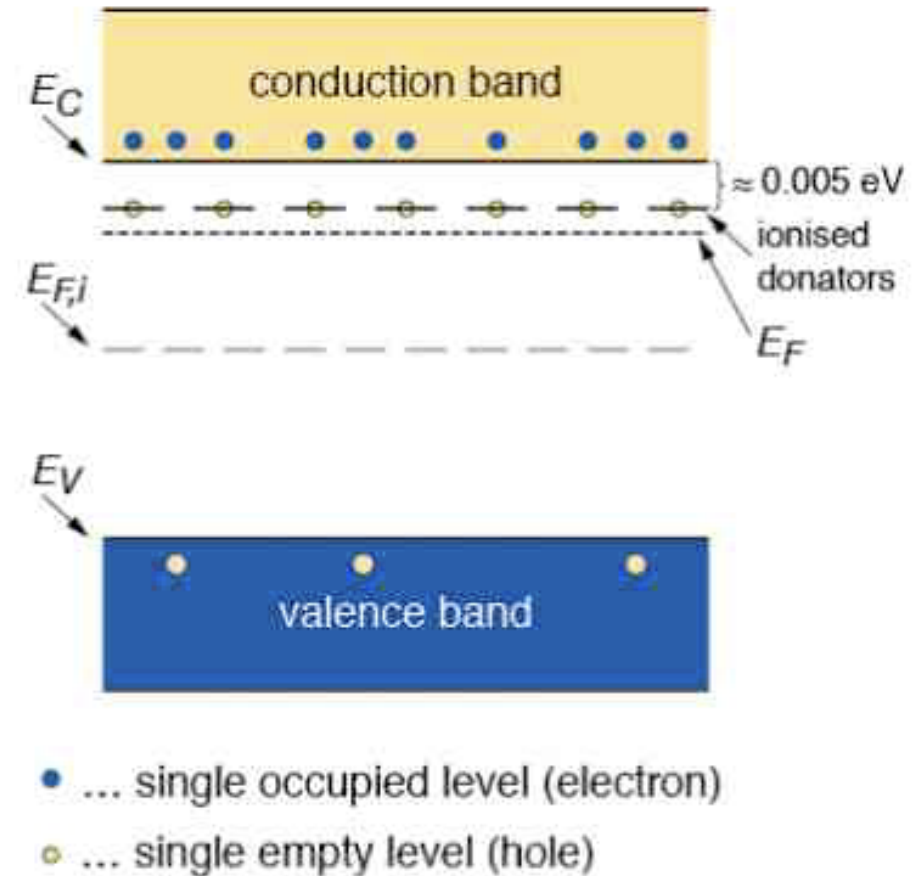 conduction band
E_C
≈ 0.005 eV
ionised
donators
E_{F,i}
E_F
E_V
valence band
... single occupied level (electron)
... single empty level (hole)